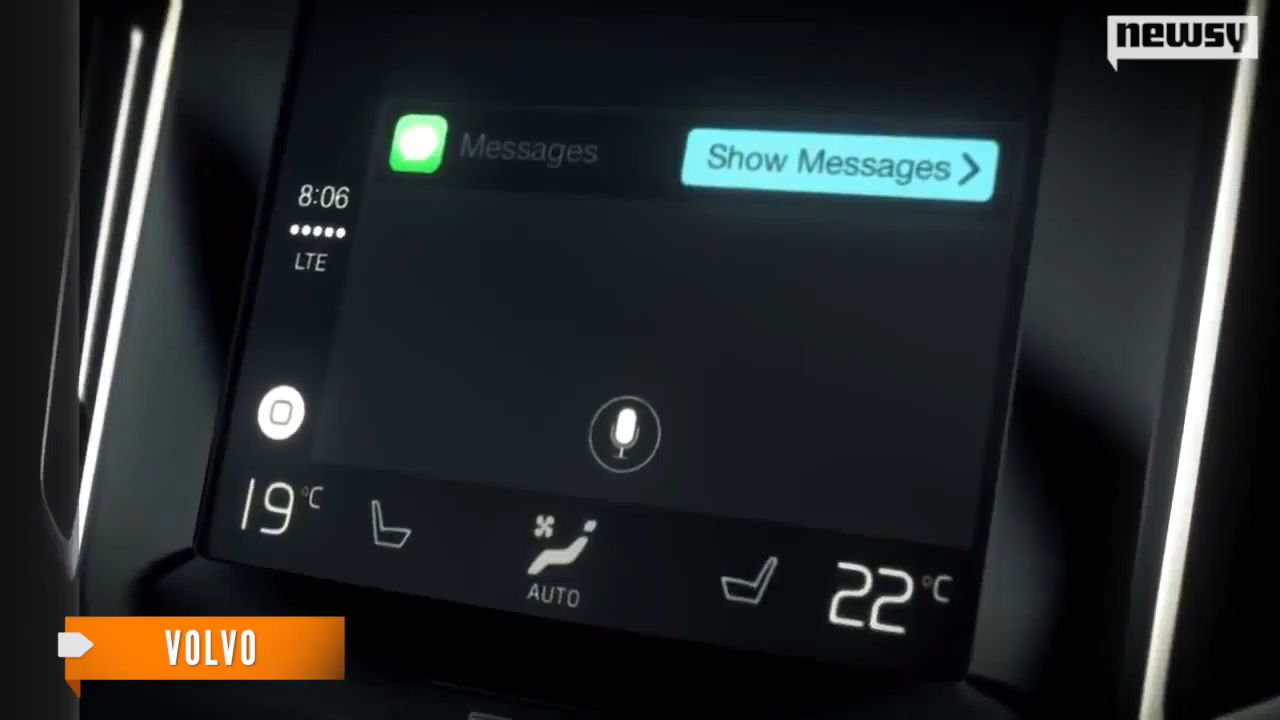 newsy
Messages
Show Messages
8:06
LTE
19°C
AUTO
22°C
VOLVO